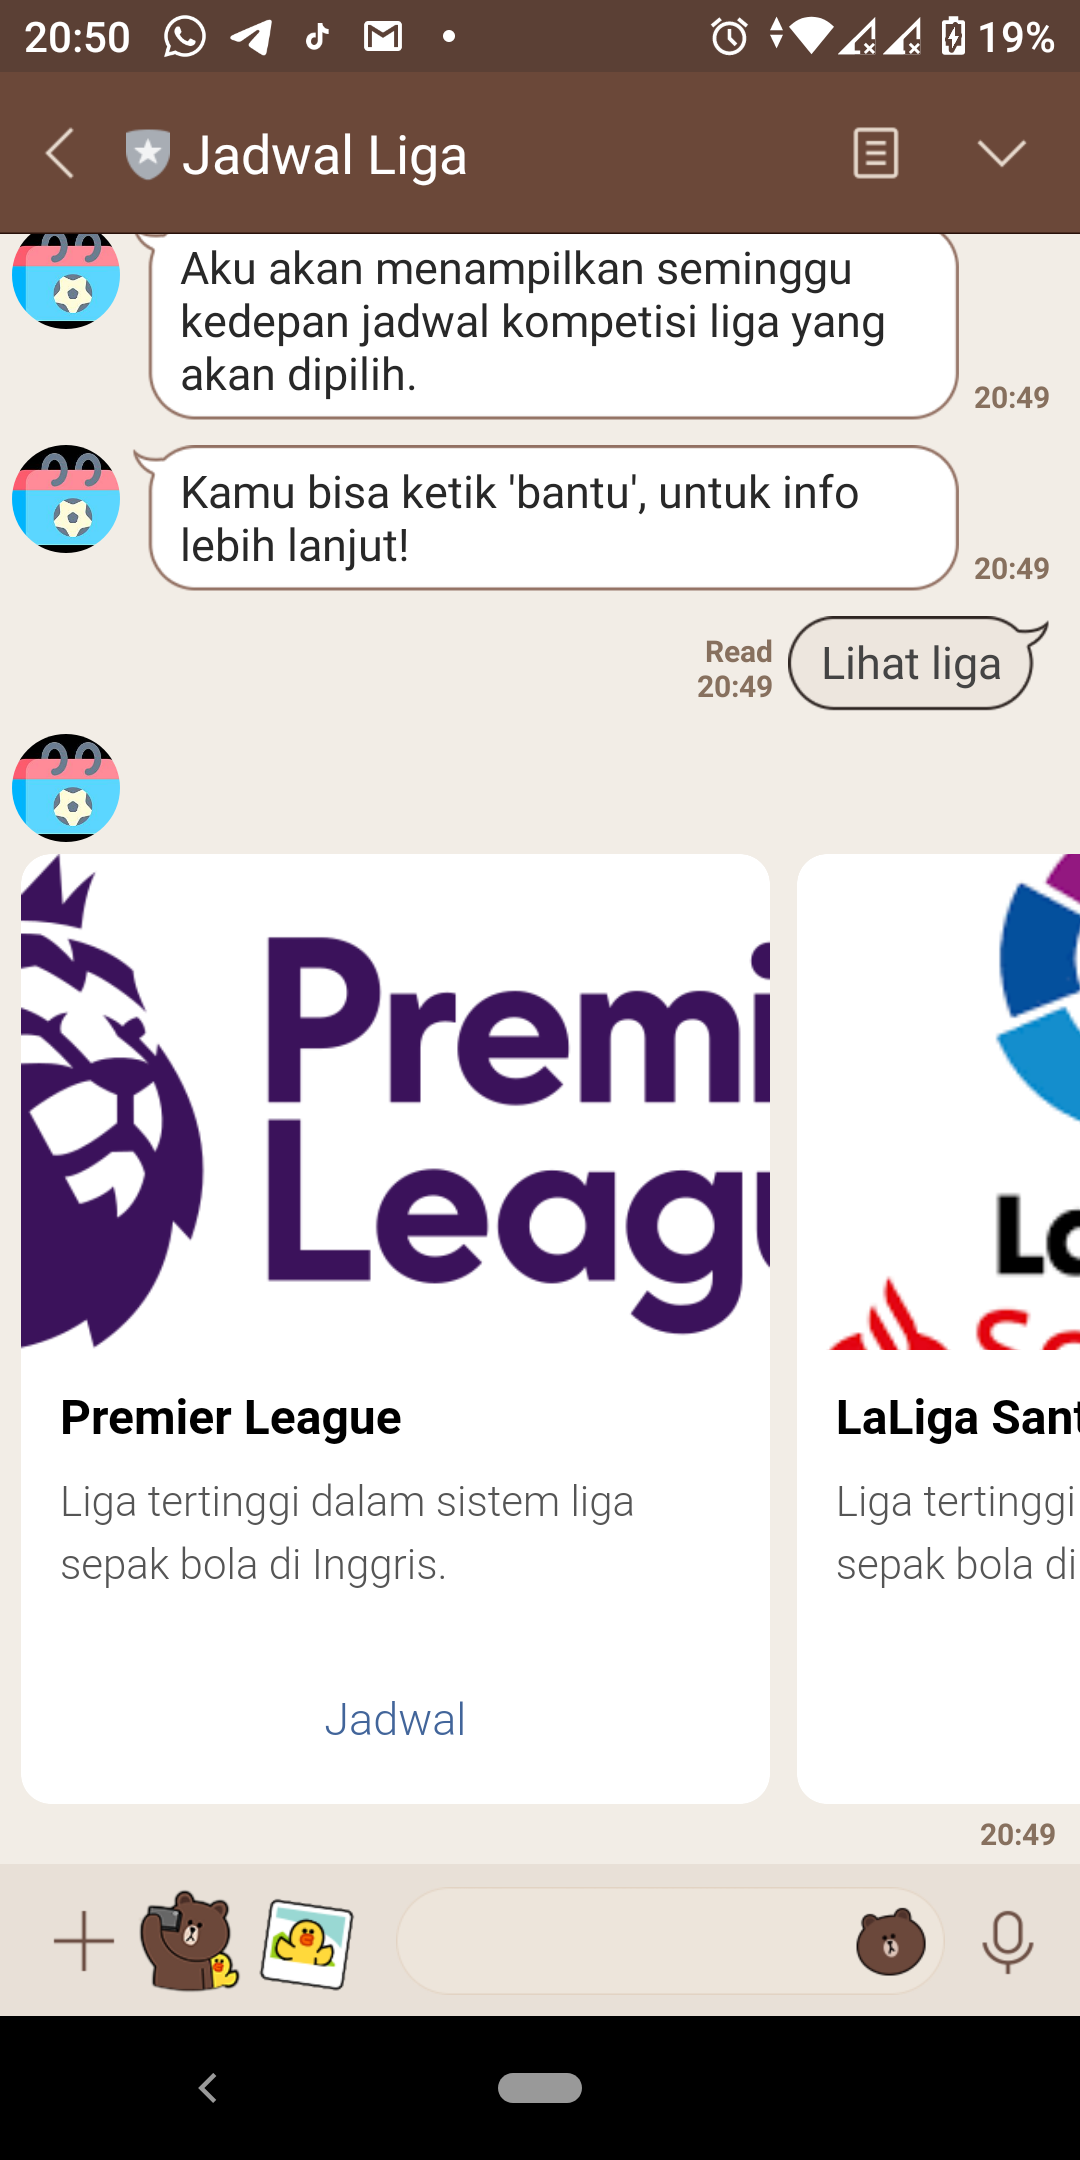 20:50
19%
Jadwal Liga
Aku akan menampilkan seminggu
kedepan jadwal kompetisi liga yang
akan dipilih.
20:49
Kamu bisa ketik 'bantu', untuk info
lebih lanjut!
20:49
Read
20:49
Lihat liga
Premi
Leag
Lo
Sa
Premier League
Liga tertinggi dalam sistem liga
sepak bola di Inggris.
Jadwal
LaLiga Sant
Liga tertinggi
sepak bola di
20:49